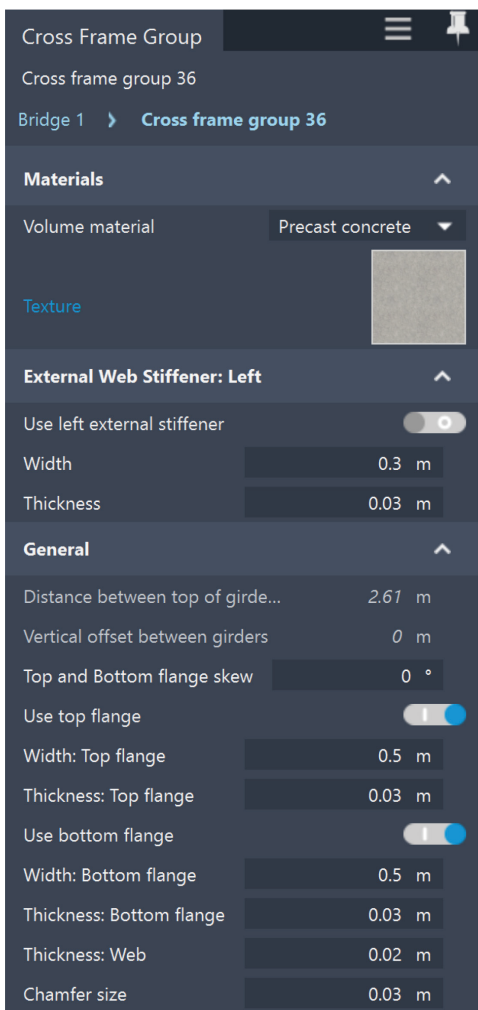 Cross Frame Group
Cross frame group 36
Bridge 1 ❯ Cross frame group 36
Materials
Volume material Precast concrete
Texture
External Web Stiffener: Left
Use left external stiffener
Width 0.3 m
Thickness 0.03 m
General
Distance between top of girde... 2.61 m
Vertical offset between girders 0 m
Top and Bottom flange skew 0 °
Use top flange
Width: Top flange 0.5 m
Thickness: Top flange 0.03 m
Use bottom flange
Width: Bottom flange 0.5 m
Thickness: Bottom flange 0.03 m
Thickness: Web 0.02 m
Chamfer size 0.03 m